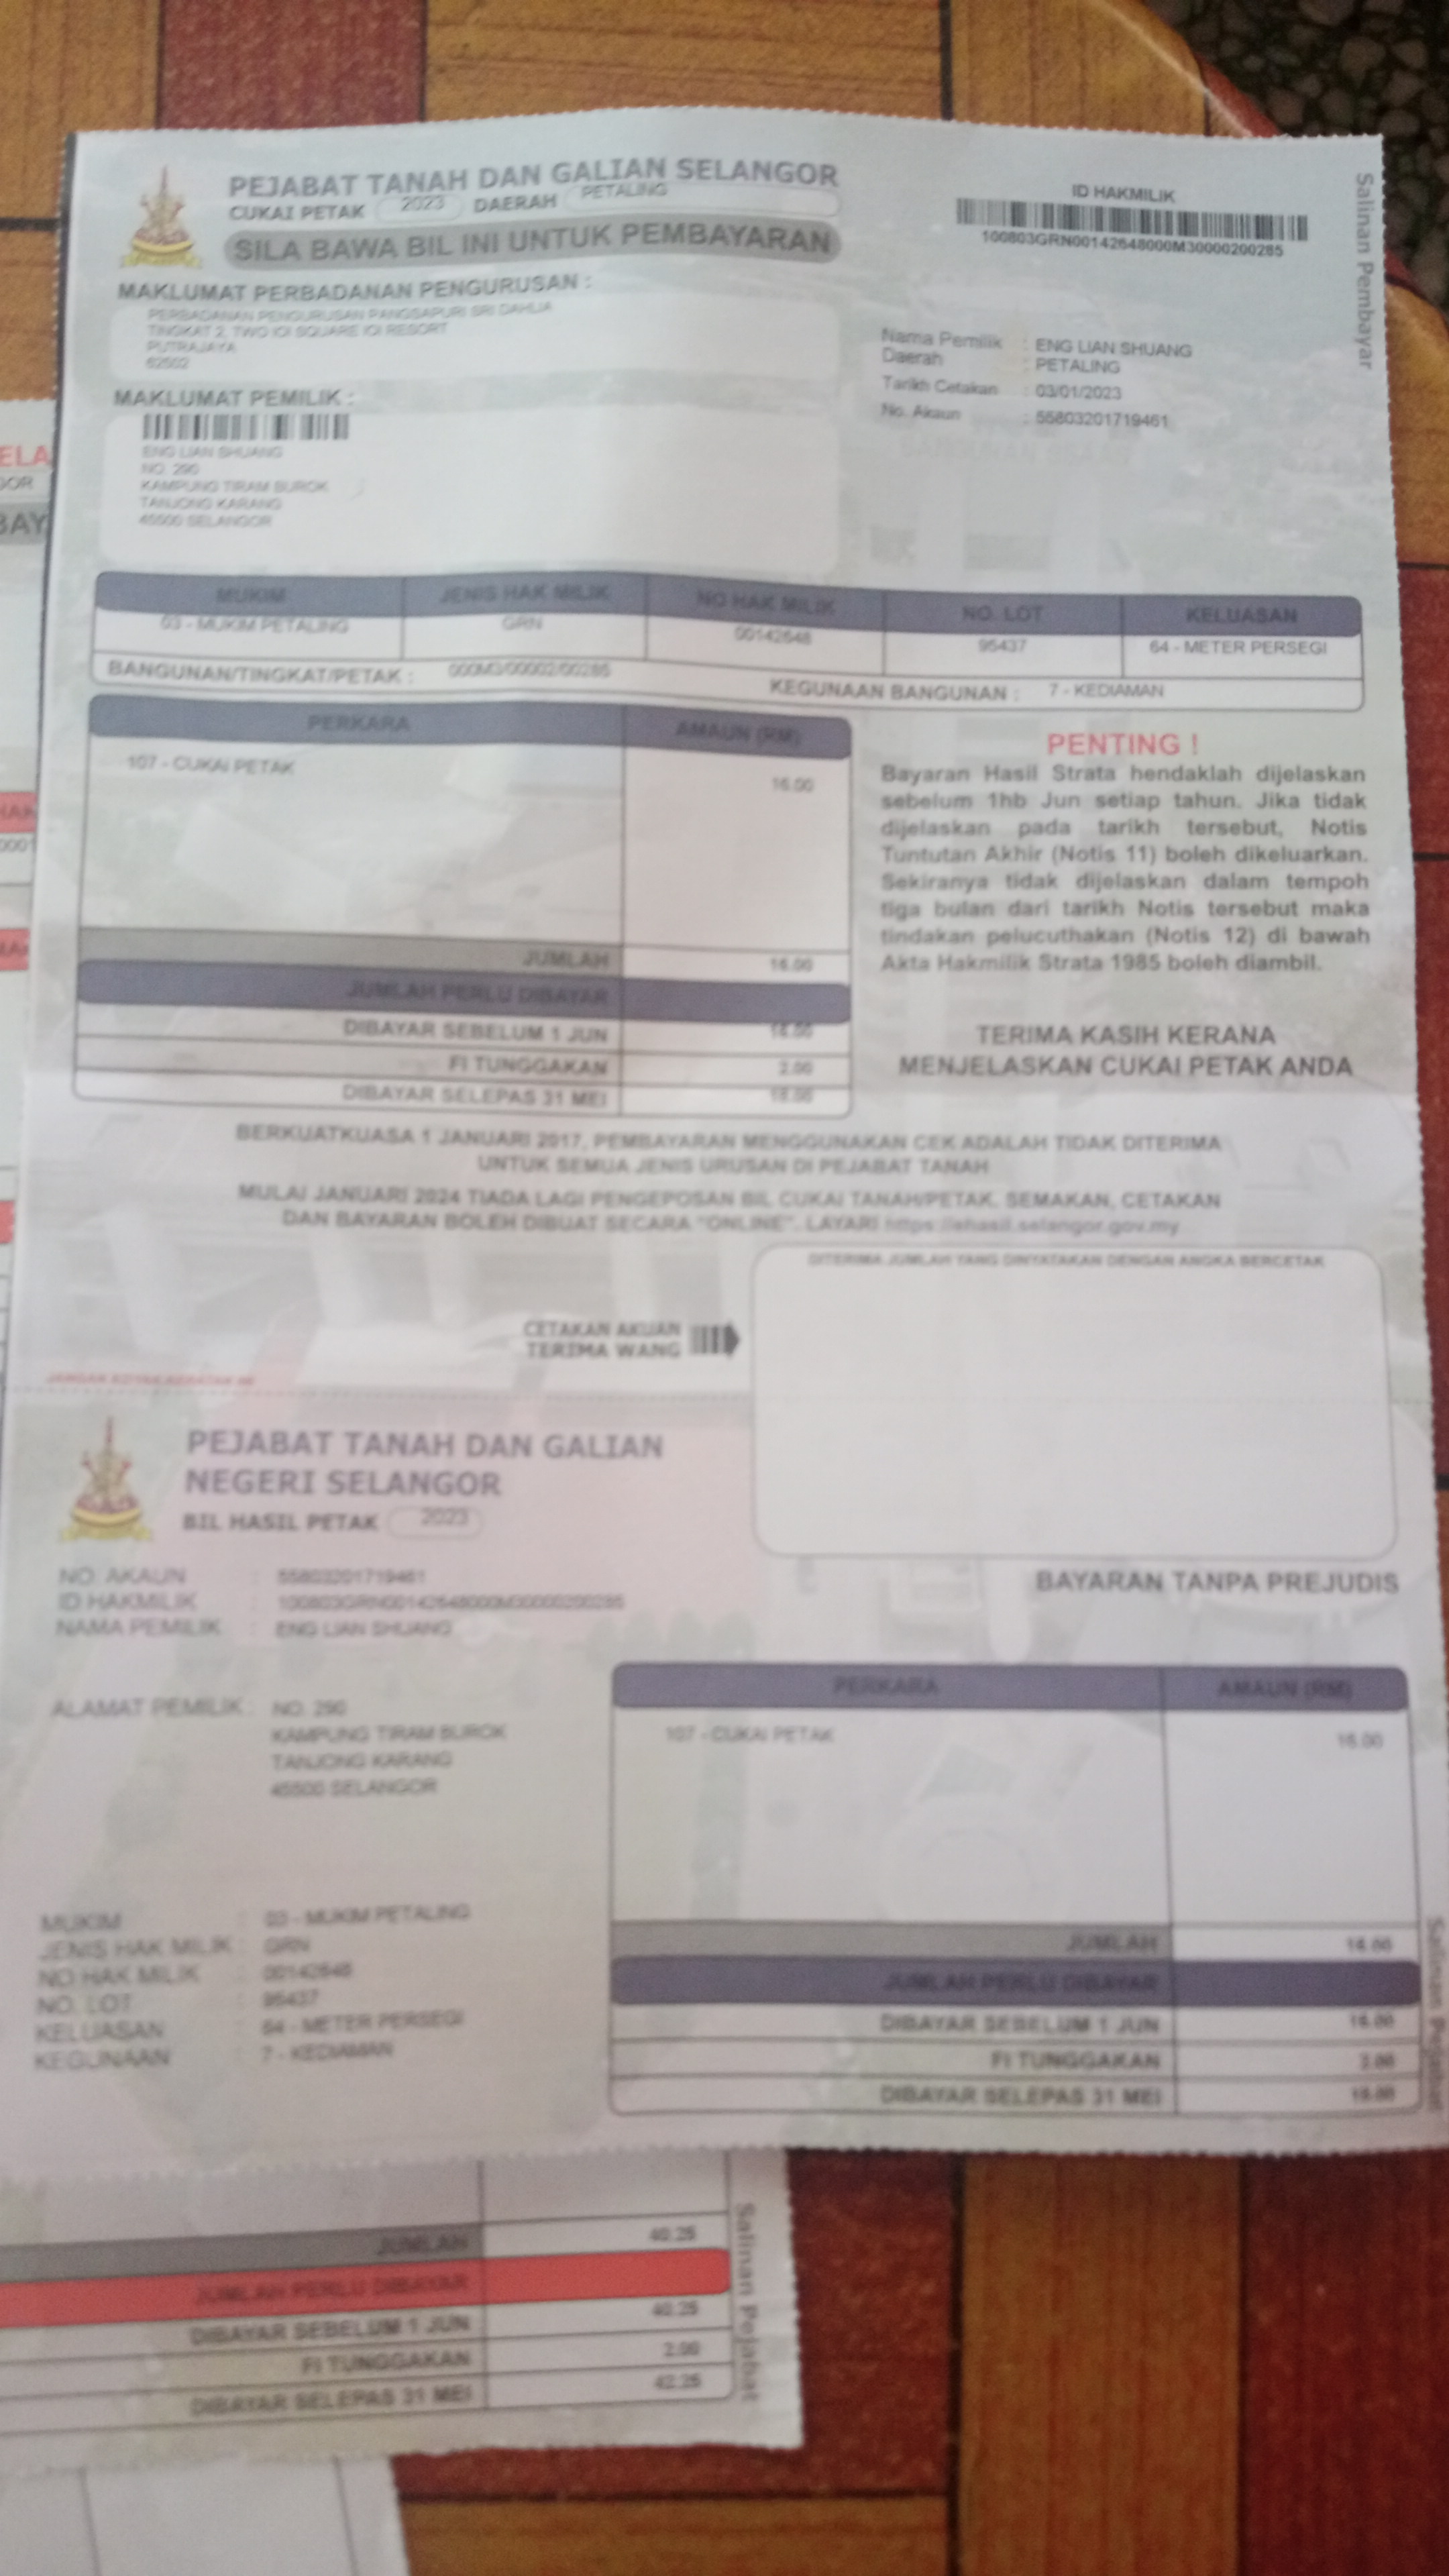 PEJABAT TANAH DAN GALIAN SELANGOR
CUKAI PETAK 2023 DAERAH PETALING
SILA BAWA BIL INI UNTUK PEMBAYARAN
ID HAKMILIK
100803GRN00142648000M30000200285
Salinan Pembayar
MAKLUMAT PERBADANAN PENGURUSAN :
PERBADANAN PENGURUSAN PANGSAPURI SRI DAHLIA
TINGKAT 2, TWO IOI SQUARE IOI RESORT
PUTRAJAYA
62502
Nama Pemilik : ENG LIAN SHUANG
Daerah : PETALING
Tarikh Cetakan : 03/01/2023
No. Akaun : 55803201719461
MAKLUMAT PEMILIK :
ENG LIAN SHUANG
NO. 290
KAMPUNG TIRAM BUROK
TANJONG KARANG
45500 SELANGOR
MUKIM JENIS HAK MILIK NO HAK MILIK NO. LOT KELUASAN
03 - MUKIM PETALING GRN 00142648 95437 64 - METER PERSEGI
BANGUNAN/TINGKAT/PETAK : 000M3/00002/00285 KEGUNAAN BANGUNAN : 7 - KEDIAMAN
PERKARA AMAUN (RM)
107 - CUKAI PETAK 16.00
JUMLAH 16.00
JUMLAH PERLU DIBAYAR
DIBAYAR SEBELUM 1 JUN 16.00
FI TUNGGAKAN 2.00
DIBAYAR SELEPAS 31 MEI 18.00
PENTING !
Bayaran Hasil Strata hendaklah dijelaskan
sebelum 1hb Jun setiap tahun. Jika tidak
dijelaskan pada tarikh tersebut, Notis
Tuntutan Akhir (Notis 11) boleh dikeluarkan.
Sekiranya tidak dijelaskan dalam tempoh
tiga bulan dari tarikh Notis tersebut maka
tindakan pelucuthakan (Notis 12) di bawah
Akta Hakmilik Strata 1985 boleh diambil.
TERIMA KASIH KERANA
MENJELASKAN CUKAI PETAK ANDA
BERKUATKUASA 1 JANUARI 2017, PEMBAYARAN MENGGUNAKAN CEK ADALAH TIDAK DITERIMA
UNTUK SEMUA JENIS URUSAN DI PEJABAT TANAH
MULAI JANUARI 2024 TIADA LAGI PENGEPOSAN BIL CUKAI TANAH/PETAK. SEMAKAN, CETAKAN
DAN BAYARAN BOLEH DIBUAT SECARA "ONLINE". LAYARI https://ehasil.selangor.gov.my
DITERIMA JUMLAH YANG DINYATAKAN DENGAN ANGKA BERCETAK
CETAKAN AKUAN
TERIMA WANG
JANGAN KOYAK KERATAN INI
PEJABAT TANAH DAN GALIAN
NEGERI SELANGOR
BIL HASIL PETAK 2023
NO. AKAUN : 55803201719461
ID HAKMILIK : 100803GRN00142648000M30000200285
NAMA PEMILIK : ENG LIAN SHUANG
BAYARAN TANPA PREJUDIS
ALAMAT PEMILIK : NO. 290
KAMPUNG TIRAM BUROK
TANJONG KARANG
45500 SELANGOR
MUKIM : 03 - MUKIM PETALING
JENIS HAK MILIK : GRN
NO HAK MILIK : 00142648
NO. LOT : 95437
KELUASAN : 64 - METER PERSEGI
KEGUNAAN : 7 - KEDIAMAN
PERKARA AMAUN (RM)
107 - CUKAI PETAK 16.00
JUMLAH 16.00
JUMLAH PERLU DIBAYAR
DIBAYAR SEBELUM 1 JUN 16.00
FI TUNGGAKAN 2.00
DIBAYAR SELEPAS 31 MEI 18.00
Salinan Pejabat
JUMLAH 40.25
JUMLAH PERLU DIBAYAR
DIBAYAR SEBELUM 1 JUN 40.25
FI TUNGGAKAN 2.00
DIBAYAR SELEPAS 31 MEI 42.25
Salinan Pejabat